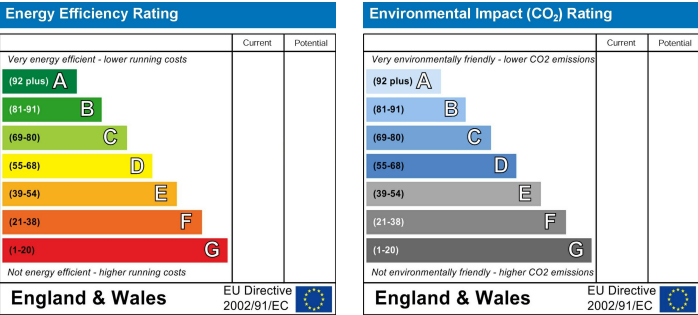 Energy Efficiency Rating
Current Potential
Very energy efficient - lower running costs
(92 plus) A
(81-91) B
(69-80) C
(55-68) D
(39-54) E
(21-38) F
(1-20) G
Not energy efficient - higher running costs
England & Wales
EU Directive
2002/91/EC
Environmental Impact (CO2) Rating
Current Potential
Very environmentally friendly - lower CO2 emissions
(92 plus) A
(81-91) B
(69-80) C
(55-68) D
(39-54) E
(21-38) F
(1-20) G
Not environmentally friendly - higher CO2 emissions
England & Wales
EU Directive
2002/91/EC